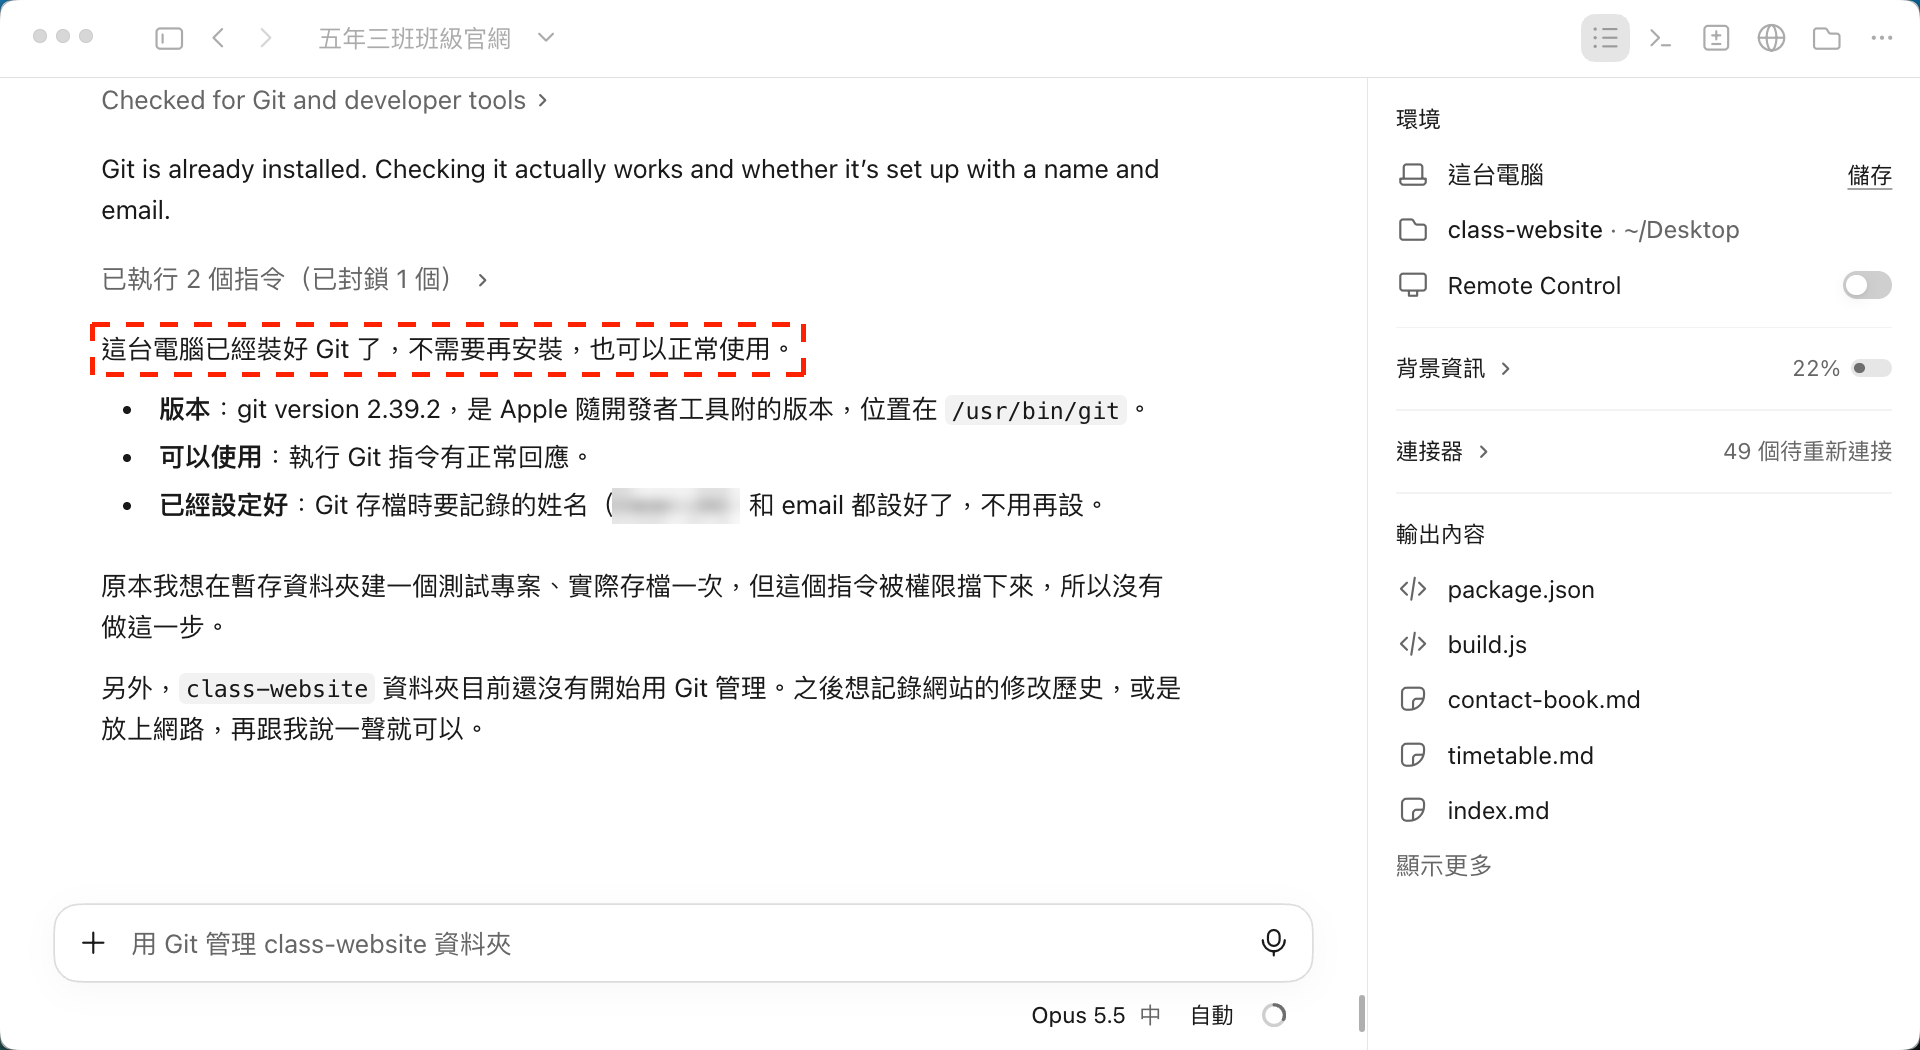 五年三班班級官網
Checked for Git and developer tools
Git is already installed. Checking it actually works and whether it’s set up with a name and
email.
已執行 2 個指令（已封鎖 1 個）
這台電腦已經裝好 Git 了，不需要再安裝，也可以正常使用。
版本：git version 2.39.2，是 Apple 隨開發者工具附的版本，位置在 /usr/bin/git。
可以使用：執行 Git 指令有正常回應。
已經設定好：Git 存檔時要記錄的姓名（ 和 email 都設好了，不用再設。
原本我想在暫存資料夾建一個測試專案、實際存檔一次，但這個指令被權限擋下來，所以沒有
做這一步。
另外，class-website 資料夾目前還沒有開始用 Git 管理。之後想記錄網站的修改歷史，或是
放上網路，再跟我說一聲就可以。
用 Git 管理 class-website 資料夾
Opus 5.5 中 自動
環境
這台電腦 儲存
class-website · ~/Desktop
Remote Control
背景資訊 22%
連接器 49 個待重新連接
輸出內容
package.json
build.js
contact-book.md
timetable.md
index.md
顯示更多